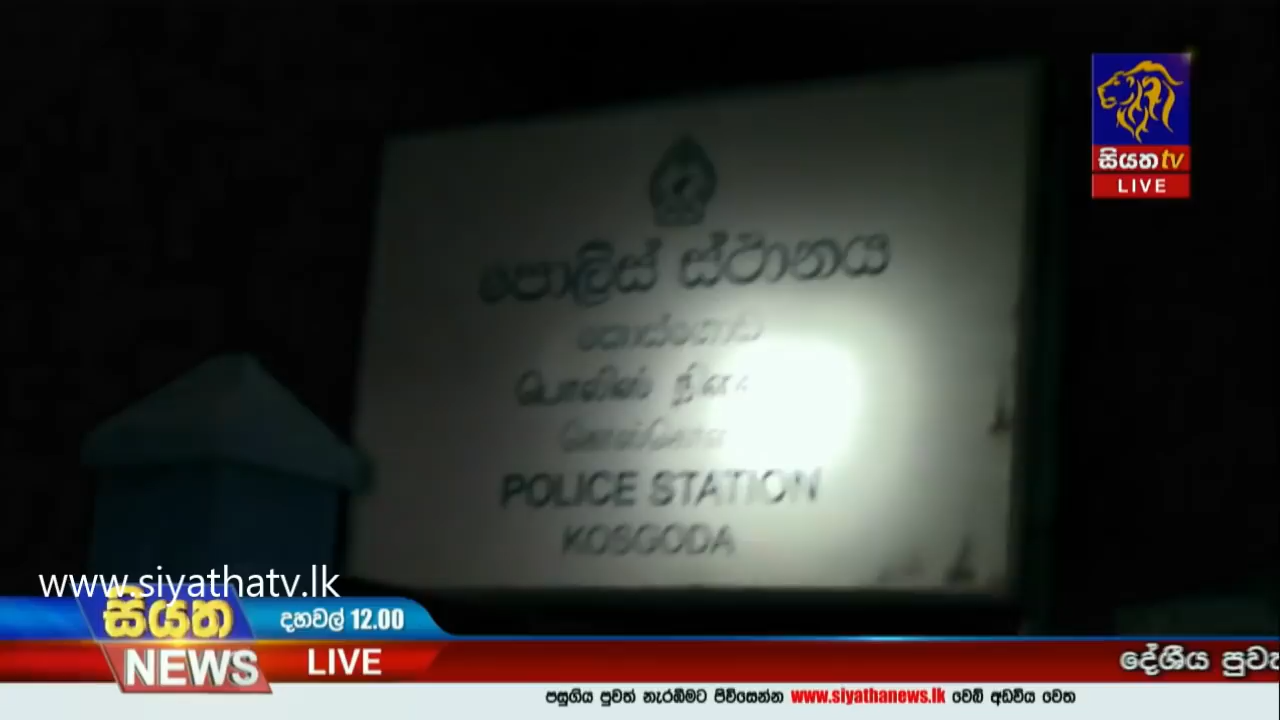 සියත tv
LIVE
පොලිස් ස්ථානය
කොස්ගොඩ
பொலிஸ்
POLICE STATION
KOSGODA
www.siyathatv.lk
සියත
දහවල් 12.00
NEWS
LIVE
දේශීය
පසුගිය පුවත් නැරඹීමට පිවිසෙන්න www.siyathanews.lk වෙබ් අඩවිය වෙත